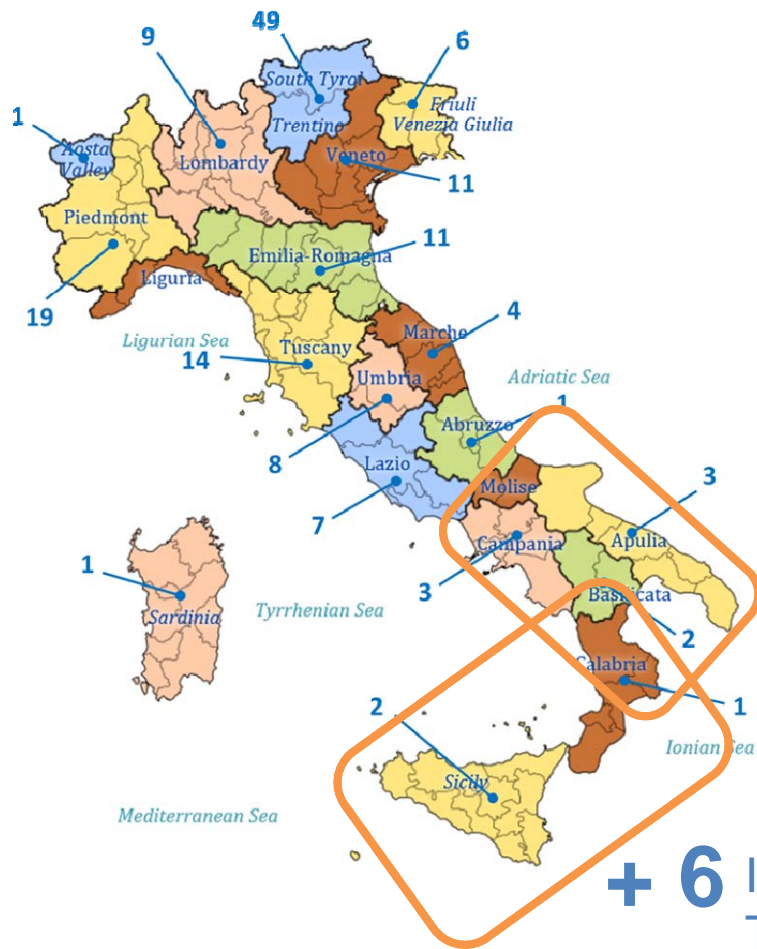 49
9
6
South Tyrol
Friuli
Venezia Giulia
1
Trentino
Aosta
Valley
Lombardy
Veneto
11
Piedmont
11
Emilia-Romagna
Liguria
19
4
Marche
Ligurian Sea
14
Tuscany
Umbria
Adriatic Sea
1
Abruzzo
8
Lazio
3
Molise
7
Apulia
Campania
1
3
Basilicata
Sardinia
Tyrrhenian Sea
2
Calabria
2
1
Ionian Sea
Sicily
Mediterranean Sea
+ 6